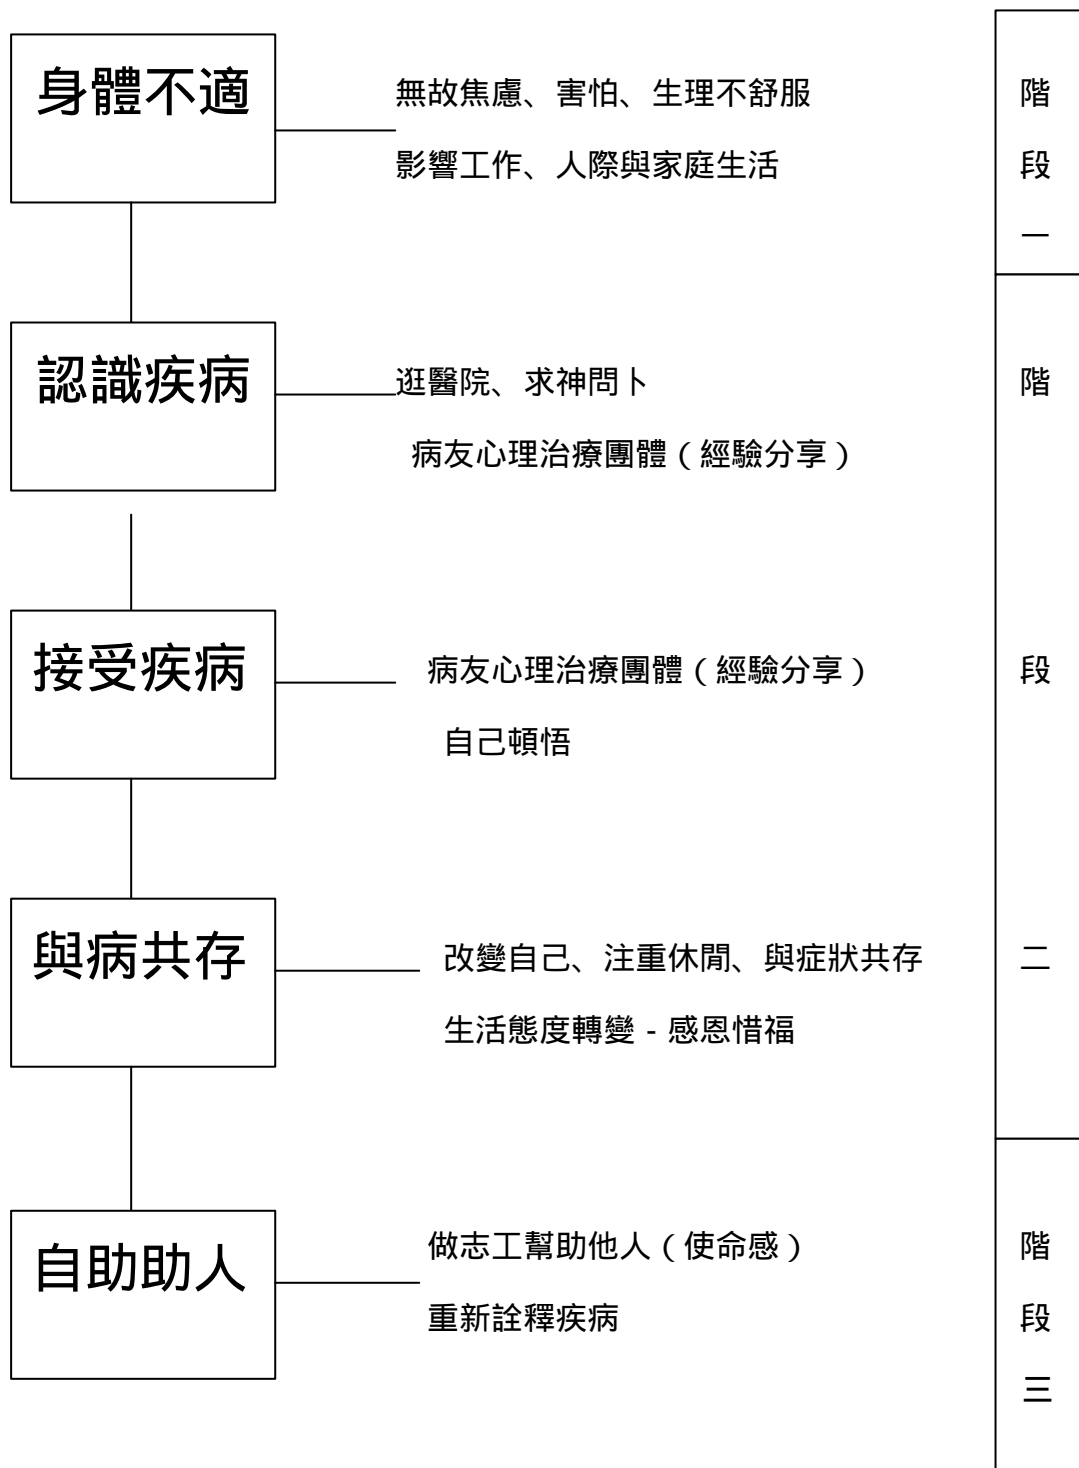 身體不適
無故焦慮、害怕、生理不舒服
影響工作、人際與家庭生活
階
段
一
認識疾病
逛醫院、求神問卜
病友心理治療團體（經驗分享）
接受疾病
病友心理治療團體（經驗分享）
自己頓悟
與病共存
改變自己、注重休閒、與症狀共存
生活態度轉變 - 感恩惜福
階
段
二
自助助人
做志工幫助他人（使命感）
重新詮釋疾病
階
段
三